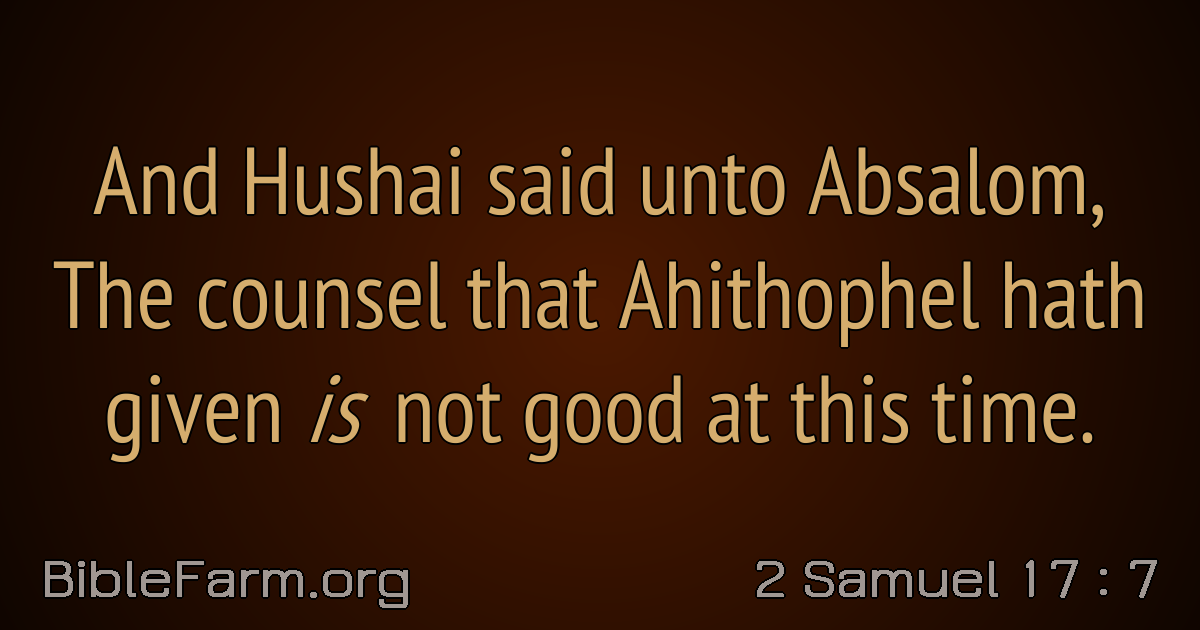 And Hushai said unto Absalom,
The counsel that Ahithophel hath
given is not good at this time.
BibleFarm.org
2 Samuel 17 : 7